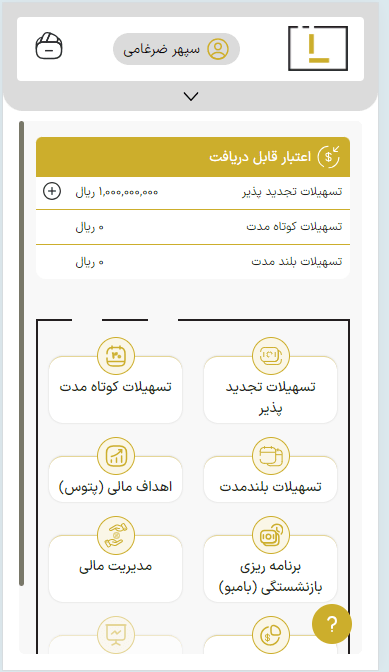 سپهر ضرغامی
اعتبار قابل دریافت
تسهیلات تجدید پذیر ۱,۰۰۰,۰۰۰,۰۰۰ ریال
تسهیلات کوتاه مدت ۰ ریال
تسهیلات بلند مدت ۰ ریال
تسهیلات تجدید
پذیر
تسهیلات کوتاه مدت
تسهیلات بلندمدت
اهداف مالی (پتوس)
برنامه ریزی
بازنشستگی (بامبو)
مدیریت مالی
?